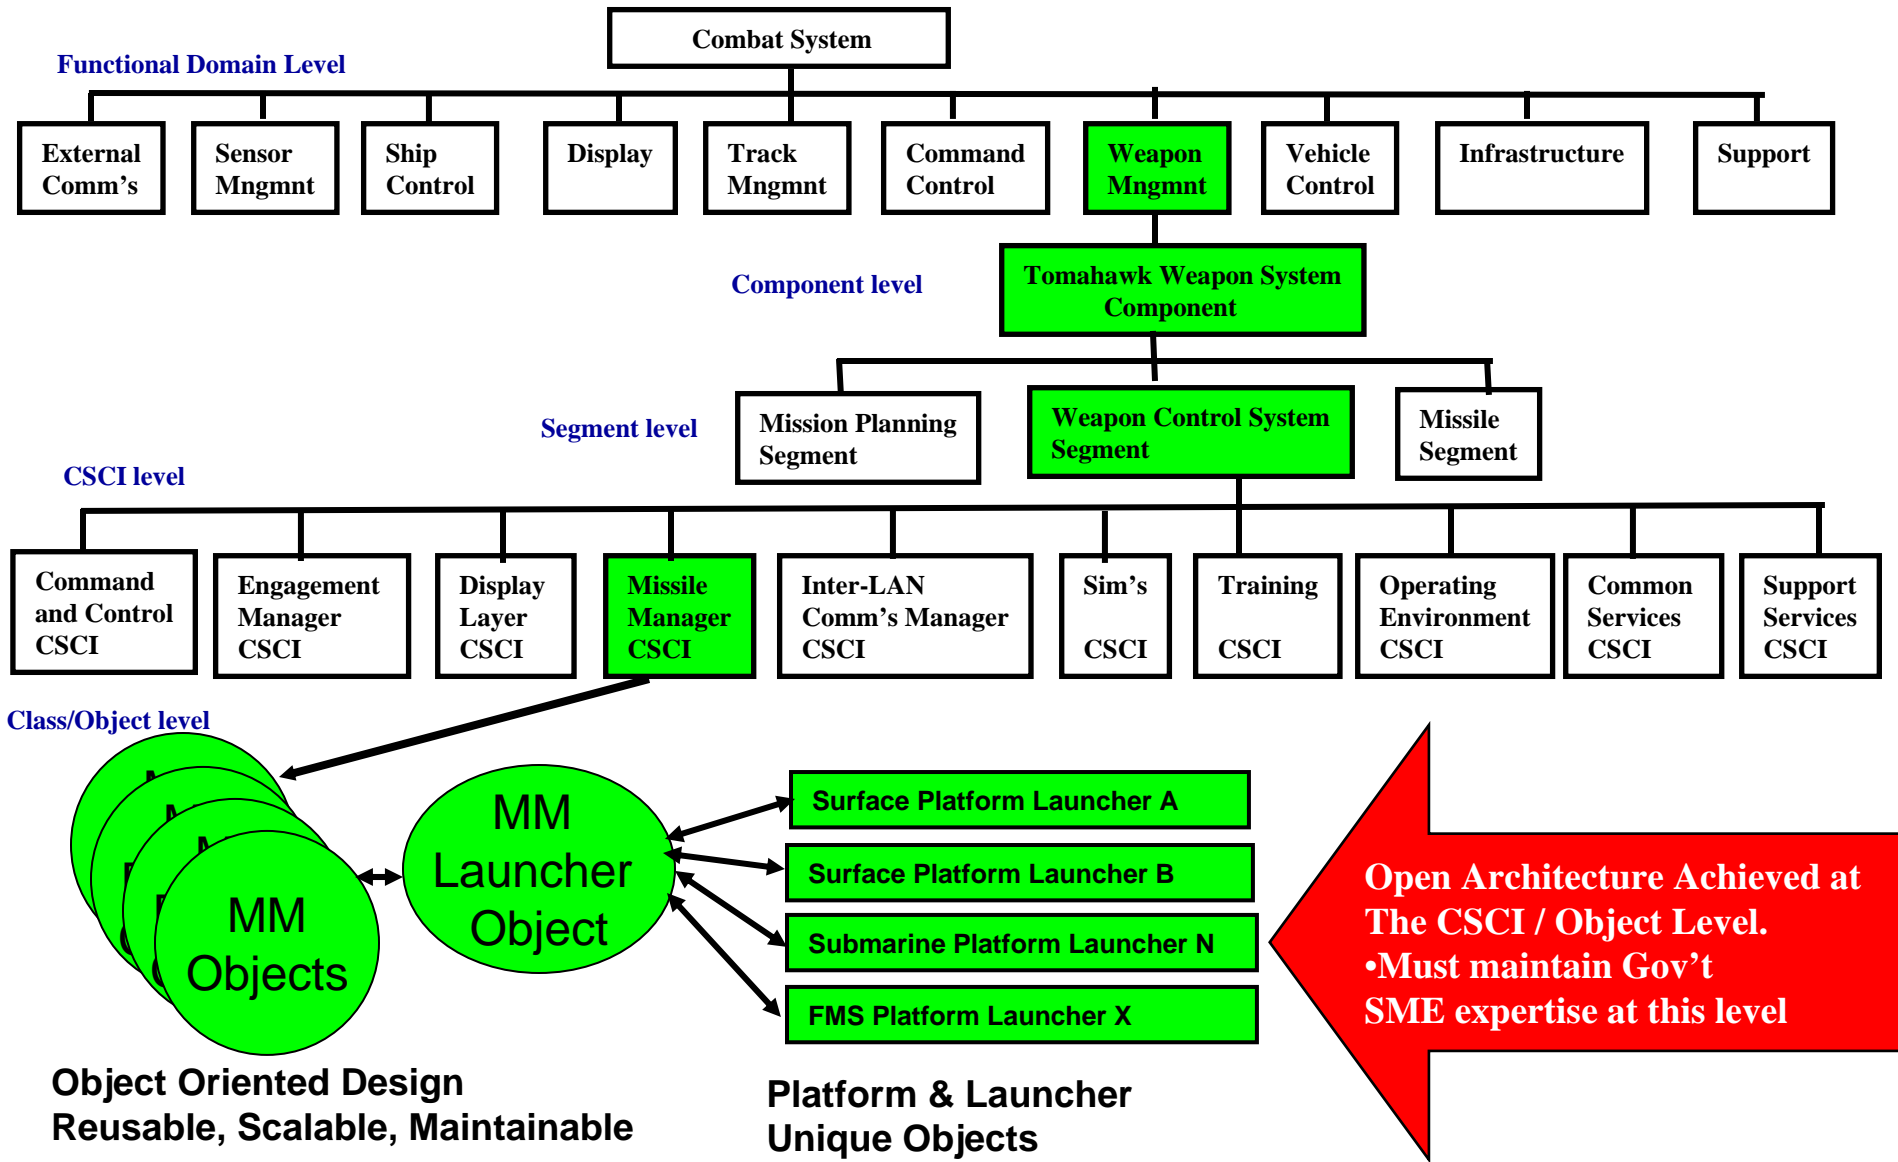 Combat System
Functional Domain Level
External
Comm's
Sensor
Mngmnt
Ship
Control
Display
Track
Mngmnt
Command
Control
Weapon
Mngmnt
Vehicle
Control
Infrastructure
Support
Component level
Tomahawk Weapon System
Component
Segment level
Mission Planning
Segment
Weapon Control System
Segment
Missile
Segment
CSCI level
Command
and Control
CSCI
Engagement
Manager
CSCI
Display
Layer
CSCI
Missile
Manager
CSCI
Inter-LAN
Comm's Manager
CSCI
Sim's
CSCI
Training
CSCI
Operating
Environment
CSCI
Common
Services
CSCI
Support
Services
CSCI
Class/Object level
MM
Objects
MM
Launcher
Object
Surface Platform Launcher A
Surface Platform Launcher B
Submarine Platform Launcher N
FMS Platform Launcher X
Open Architecture Achieved at
The CSCI / Object Level.
•Must maintain Gov't
SME expertise at this level
Object Oriented Design
Reusable, Scalable, Maintainable
Platform & Launcher
Unique Objects